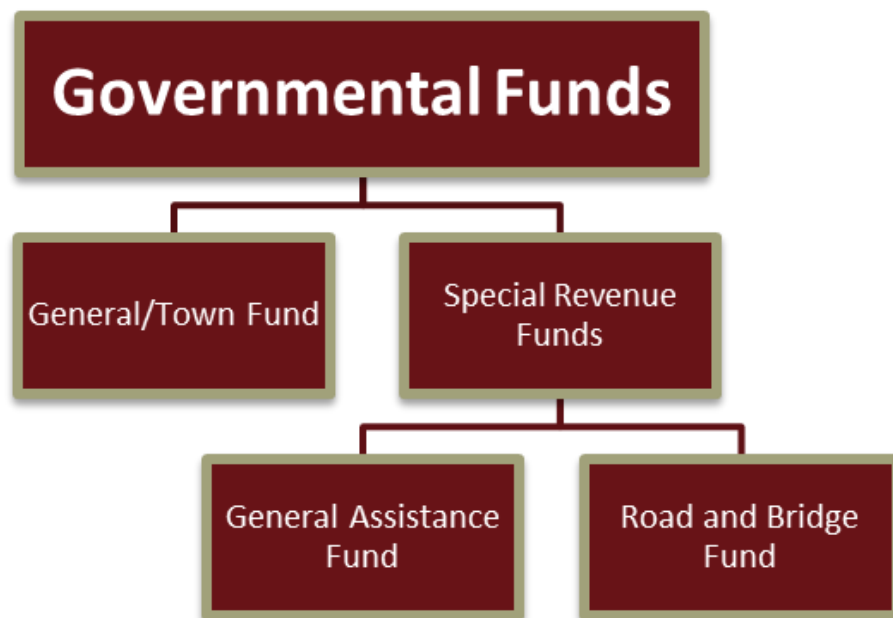 Governmental Funds
General/Town Fund
Special Revenue
Funds
General Assistance
Fund
Road and Bridge
Fund